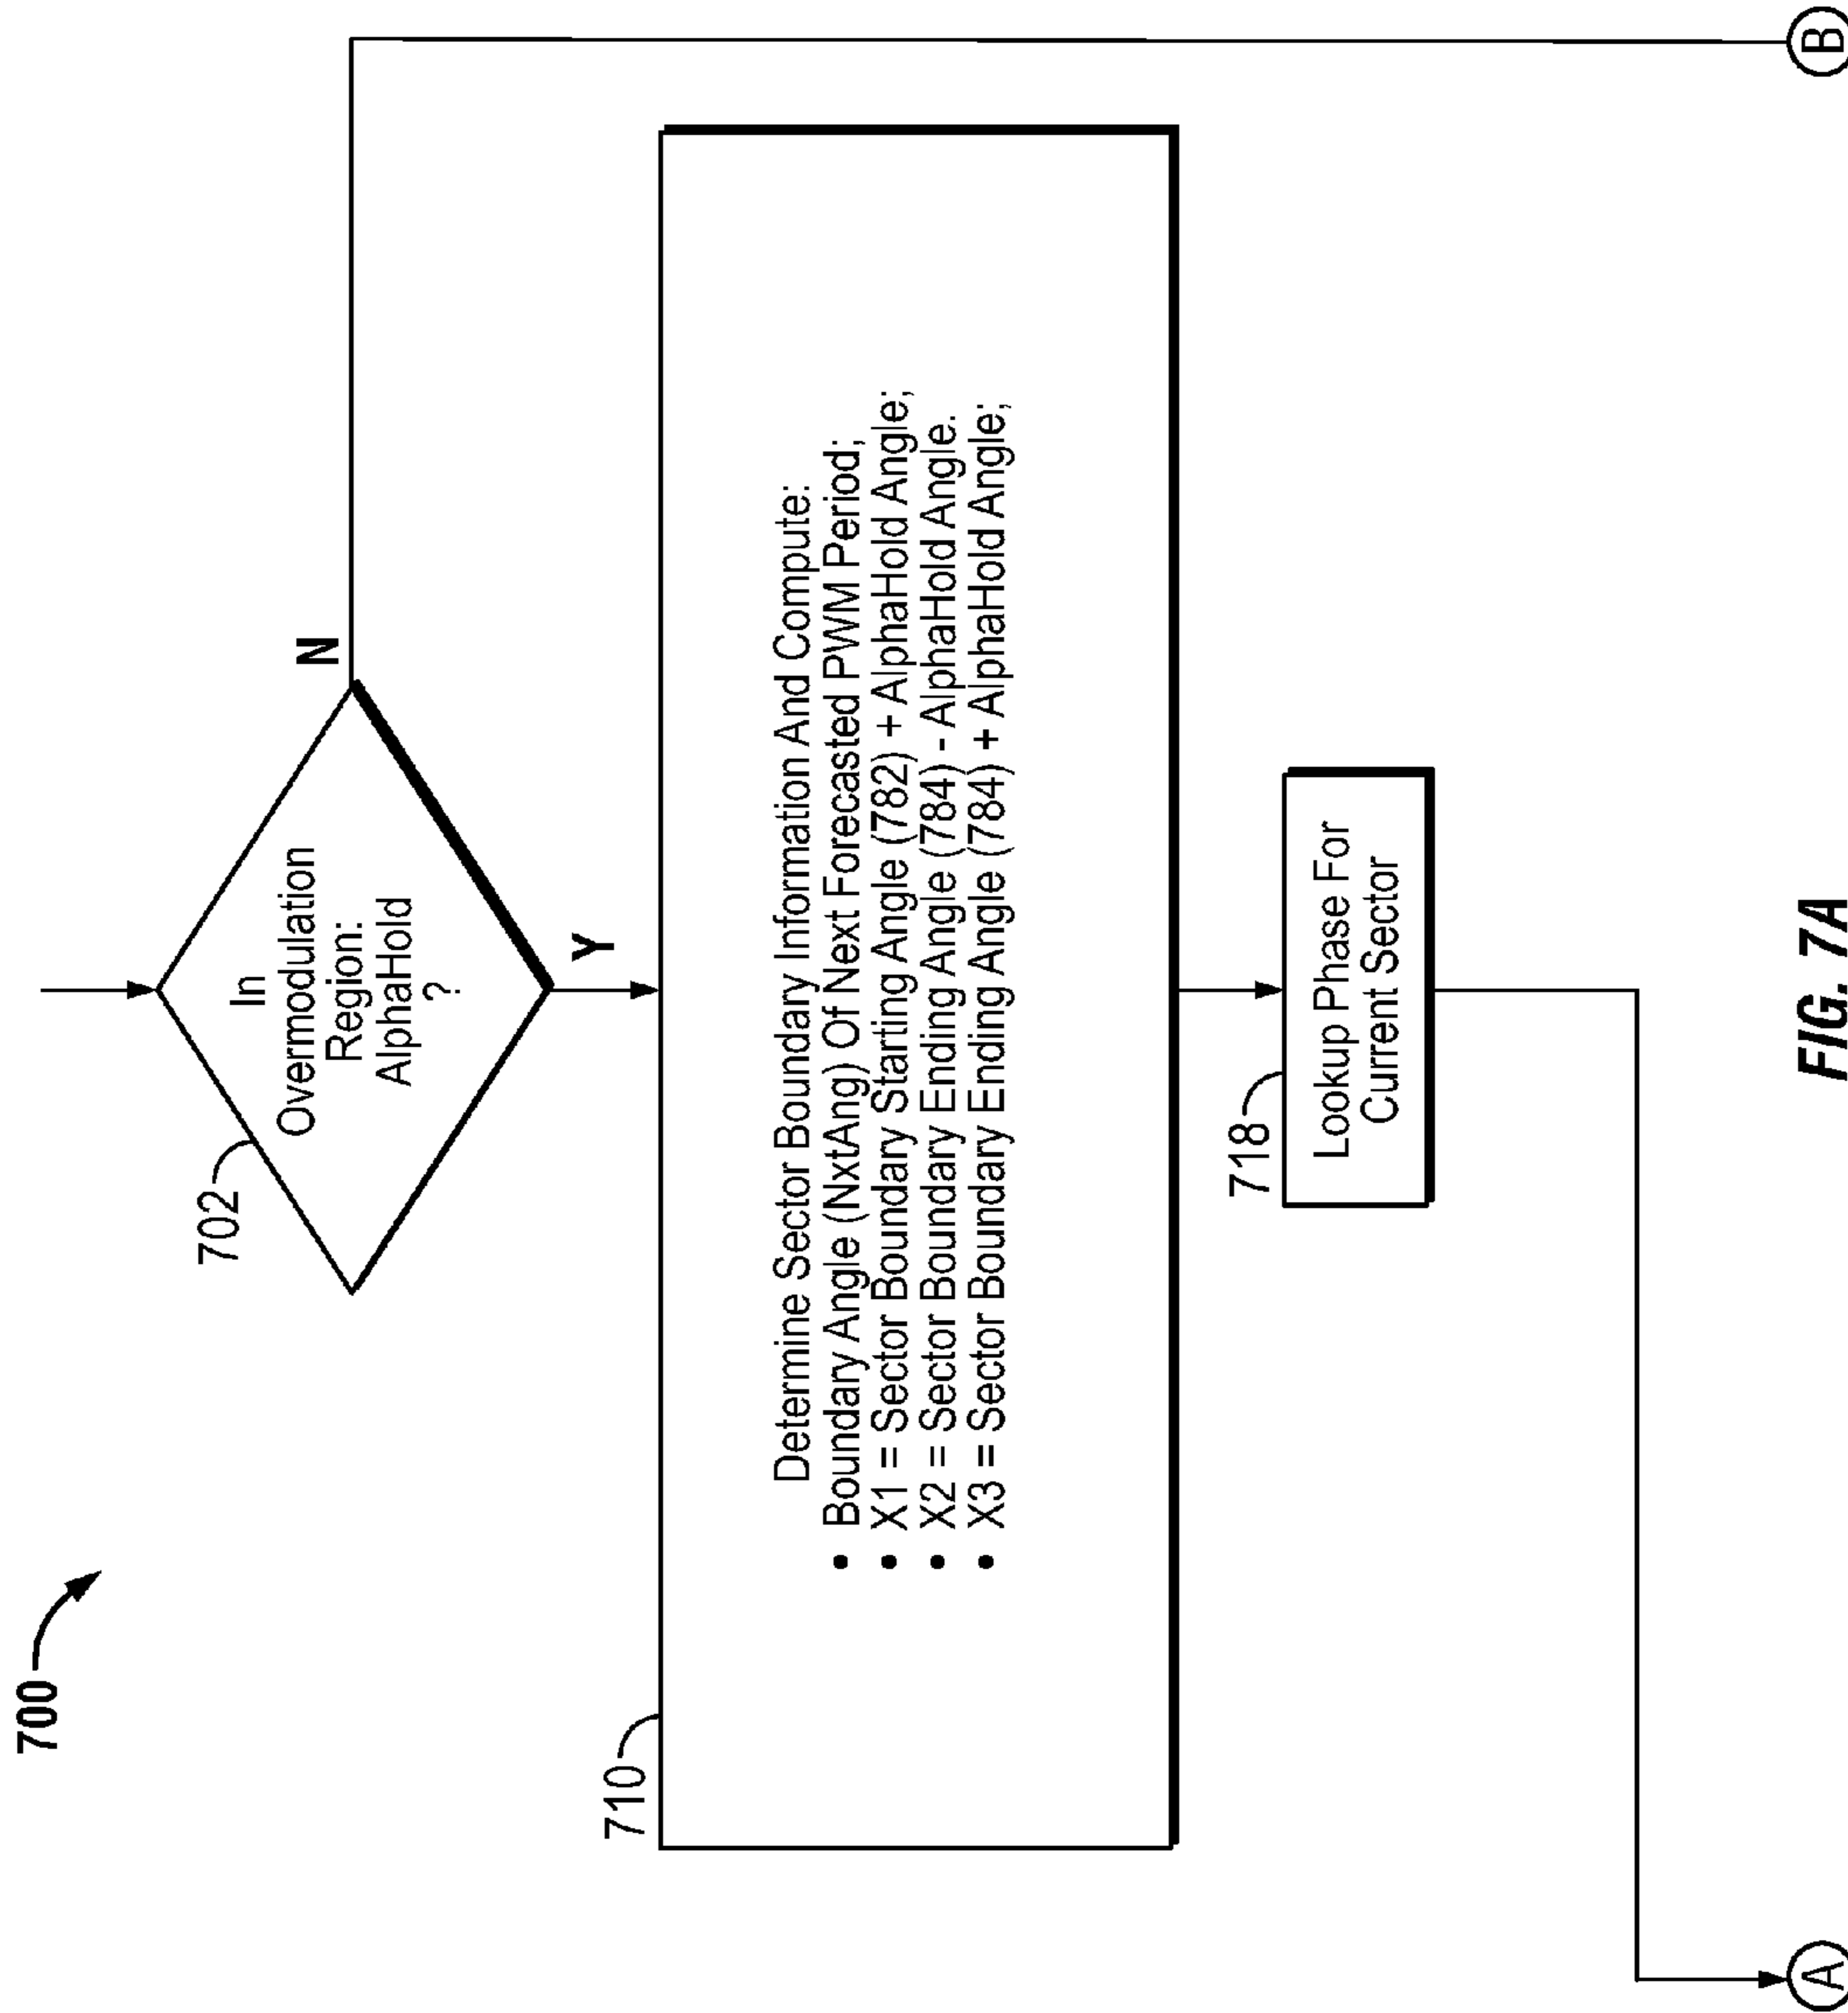 700
702
In
Overmodulation
Region:
AlphaHold
?
N
Y
710
Determine Sector Boundary Information And Compute:
• Boundary Angle (NxtAng) Of Next Forecasted PWM Period;
• X1 = Sector Boundary Starting Angle (782) + AlphaHold Angle;
• X2 = Sector Boundary Ending Angle (784) - AlphaHold Angle.
• X3 = Sector Boundary Ending Angle (784) + AlphaHold Angle;
718
Lookup Phase For
Current Sector
A
B
FIG. 7A